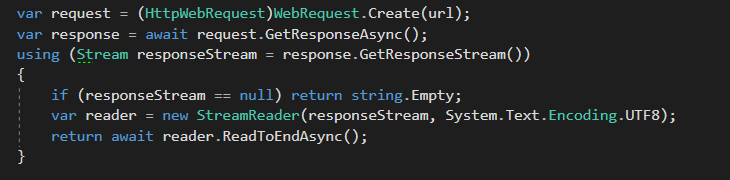 var request = (HttpWebRequest)WebRequest.Create(url);
var response = await request.GetResponseAsync();
using (Stream responseStream = response.GetResponseStream())
{
    if (responseStream == null) return string.Empty;
    var reader = new StreamReader(responseStream, System.Text.Encoding.UTF8);
    return await reader.ReadToEndAsync();
}